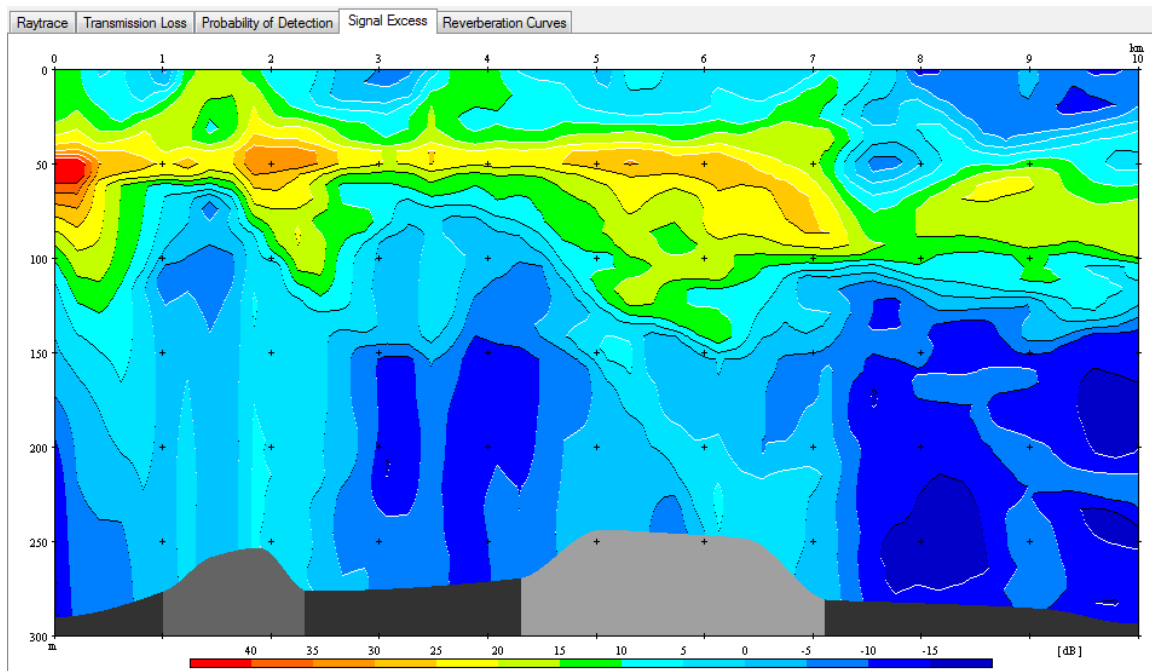 Raytrace Transmission Loss Probability of Detection Signal Excess Reverberation Curves
0 1 2 3 4 5 6 7 8 9 km 10
0
50
100
150
200
250
300
m
40 35 30 25 20 15 10 5 0 -5 -10 -15 [dB]